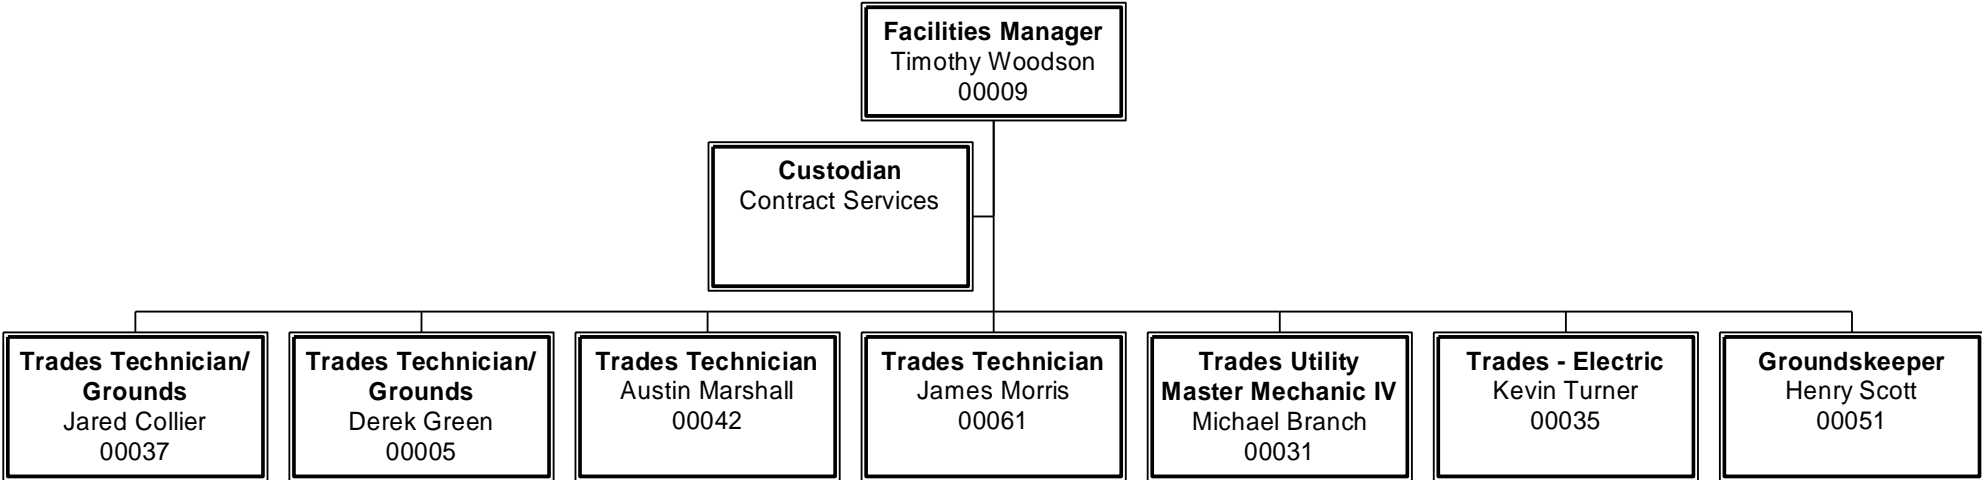 Facilities Manager
Timothy Woodson
00009
Custodian
Contract Services
Trades Technician/
Grounds
Jared Collier
00037
Trades Technician/
Grounds
Derek Green
00005
Trades Technician
Austin Marshall
00042
Trades Technician
James Morris
00061
Trades Utility
Master Mechanic IV
Michael Branch
00031
Trades - Electric
Kevin Turner
00035
Groundskeeper
Henry Scott
00051